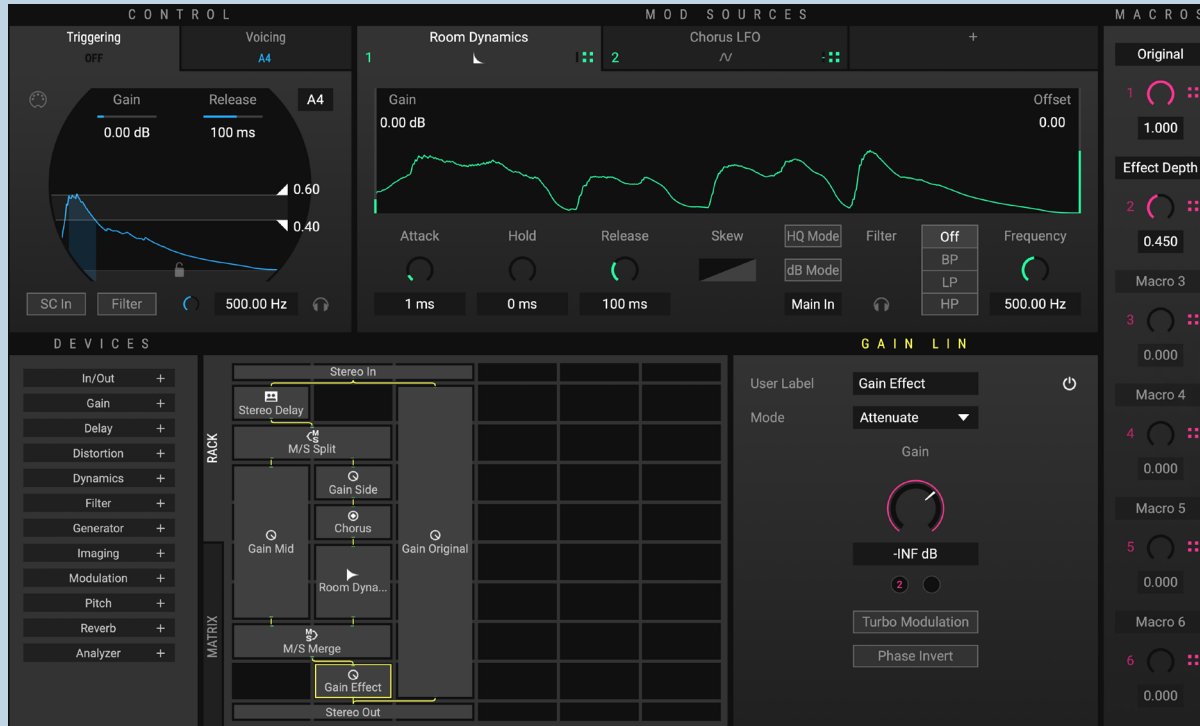 CONTROL
MOD SOURCES
MACROS
Triggering
OFF
Voicing
A4
Room Dynamics
1
Chorus LFO
2
+
Gain
0.00 dB
Release
100 ms
A4
0.60
0.40
SC In
Filter
500.00 Hz
Gain
0.00 dB
Offset
0.00
Attack
1 ms
Hold
0 ms
Release
100 ms
Skew
HQ Mode
dB Mode
Main In
Filter
Off
BP
LP
HP
Frequency
500.00 Hz
Original
1
1.000
Effect Depth
2
0.450
Macro 3
3
0.000
Macro 4
4
0.000
Macro 5
5
0.000
Macro 6
6
0.000
DEVICES
In/Out +
Gain +
Delay +
Distortion +
Dynamics +
Filter +
Generator +
Imaging +
Modulation +
Pitch +
Reverb +
Analyzer +
RACK
MATRIX
Stereo In
Stereo Delay
M S
M/S Split
Gain Side
Chorus
Gain Mid
Gain Original
Room Dyna...
M S
M/S Merge
Gain Effect
Stereo Out
GAIN LIN
User Label
Gain Effect
Mode
Attenuate
Gain
-INF dB
2
Turbo Modulation
Phase Invert